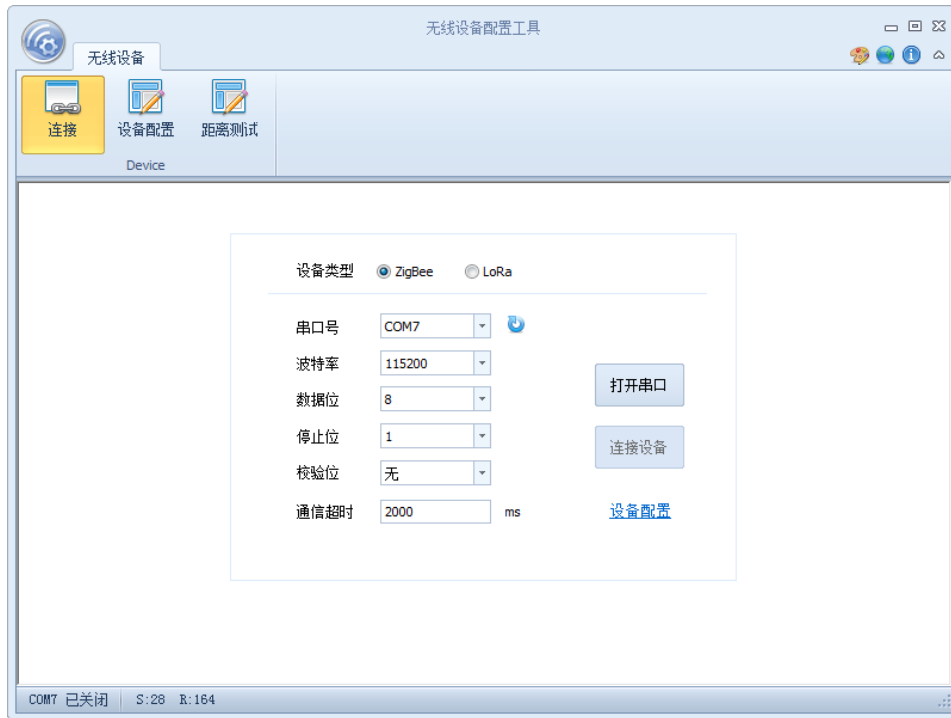 无线设备配置工具
无线设备
连接 设备配置 距离测试
Device
设备类型 ZigBee LoRa
串口号 COM7
波特率 115200
数据位 8
打开串口
停止位 1
连接设备
校验位 无
通信超时 2000 ms 设备配置
COM7 已关闭 S:28 R:164